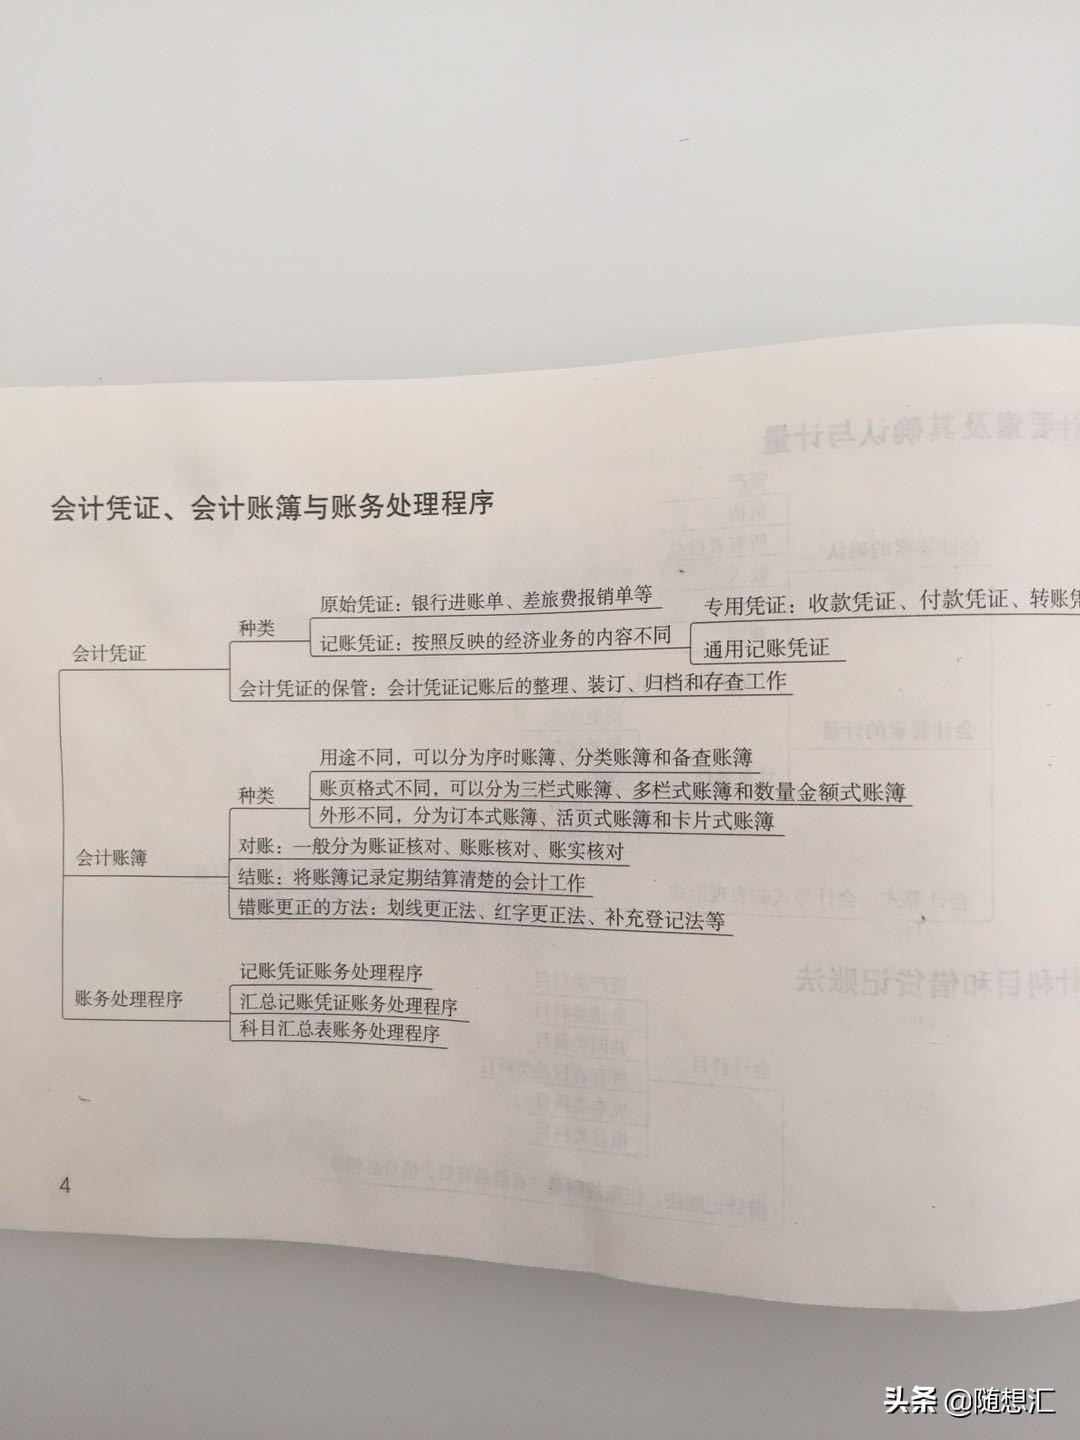 会计凭证、会计账簿与账务处理程序
会计凭证
种类
原始凭证：银行进账单、差旅费报销单等
记账凭证：按照反映的经济业务的内容不同
专用凭证：收款凭证、付款凭证、转账凭
通用记账凭证
会计凭证的保管：会计凭证记账后的整理、装订、归档和存查工作
会计账簿
种类
用途不同，可以分为序时账簿、分类账簿和备查账簿
账页格式不同，可以分为三栏式账簿、多栏式账簿和数量金额式账簿
外形不同，分为订本式账簿、活页式账簿和卡片式账簿
对账：一般分为账证核对、账账核对、账实核对
结账：将账簿记录定期结算清楚的会计工作
错账更正的方法：划线更正法、红字更正法、补充登记法等
账务处理程序
记账凭证账务处理程序
汇总记账凭证账务处理程序
科目汇总表账务处理程序
4
头条 @随想汇